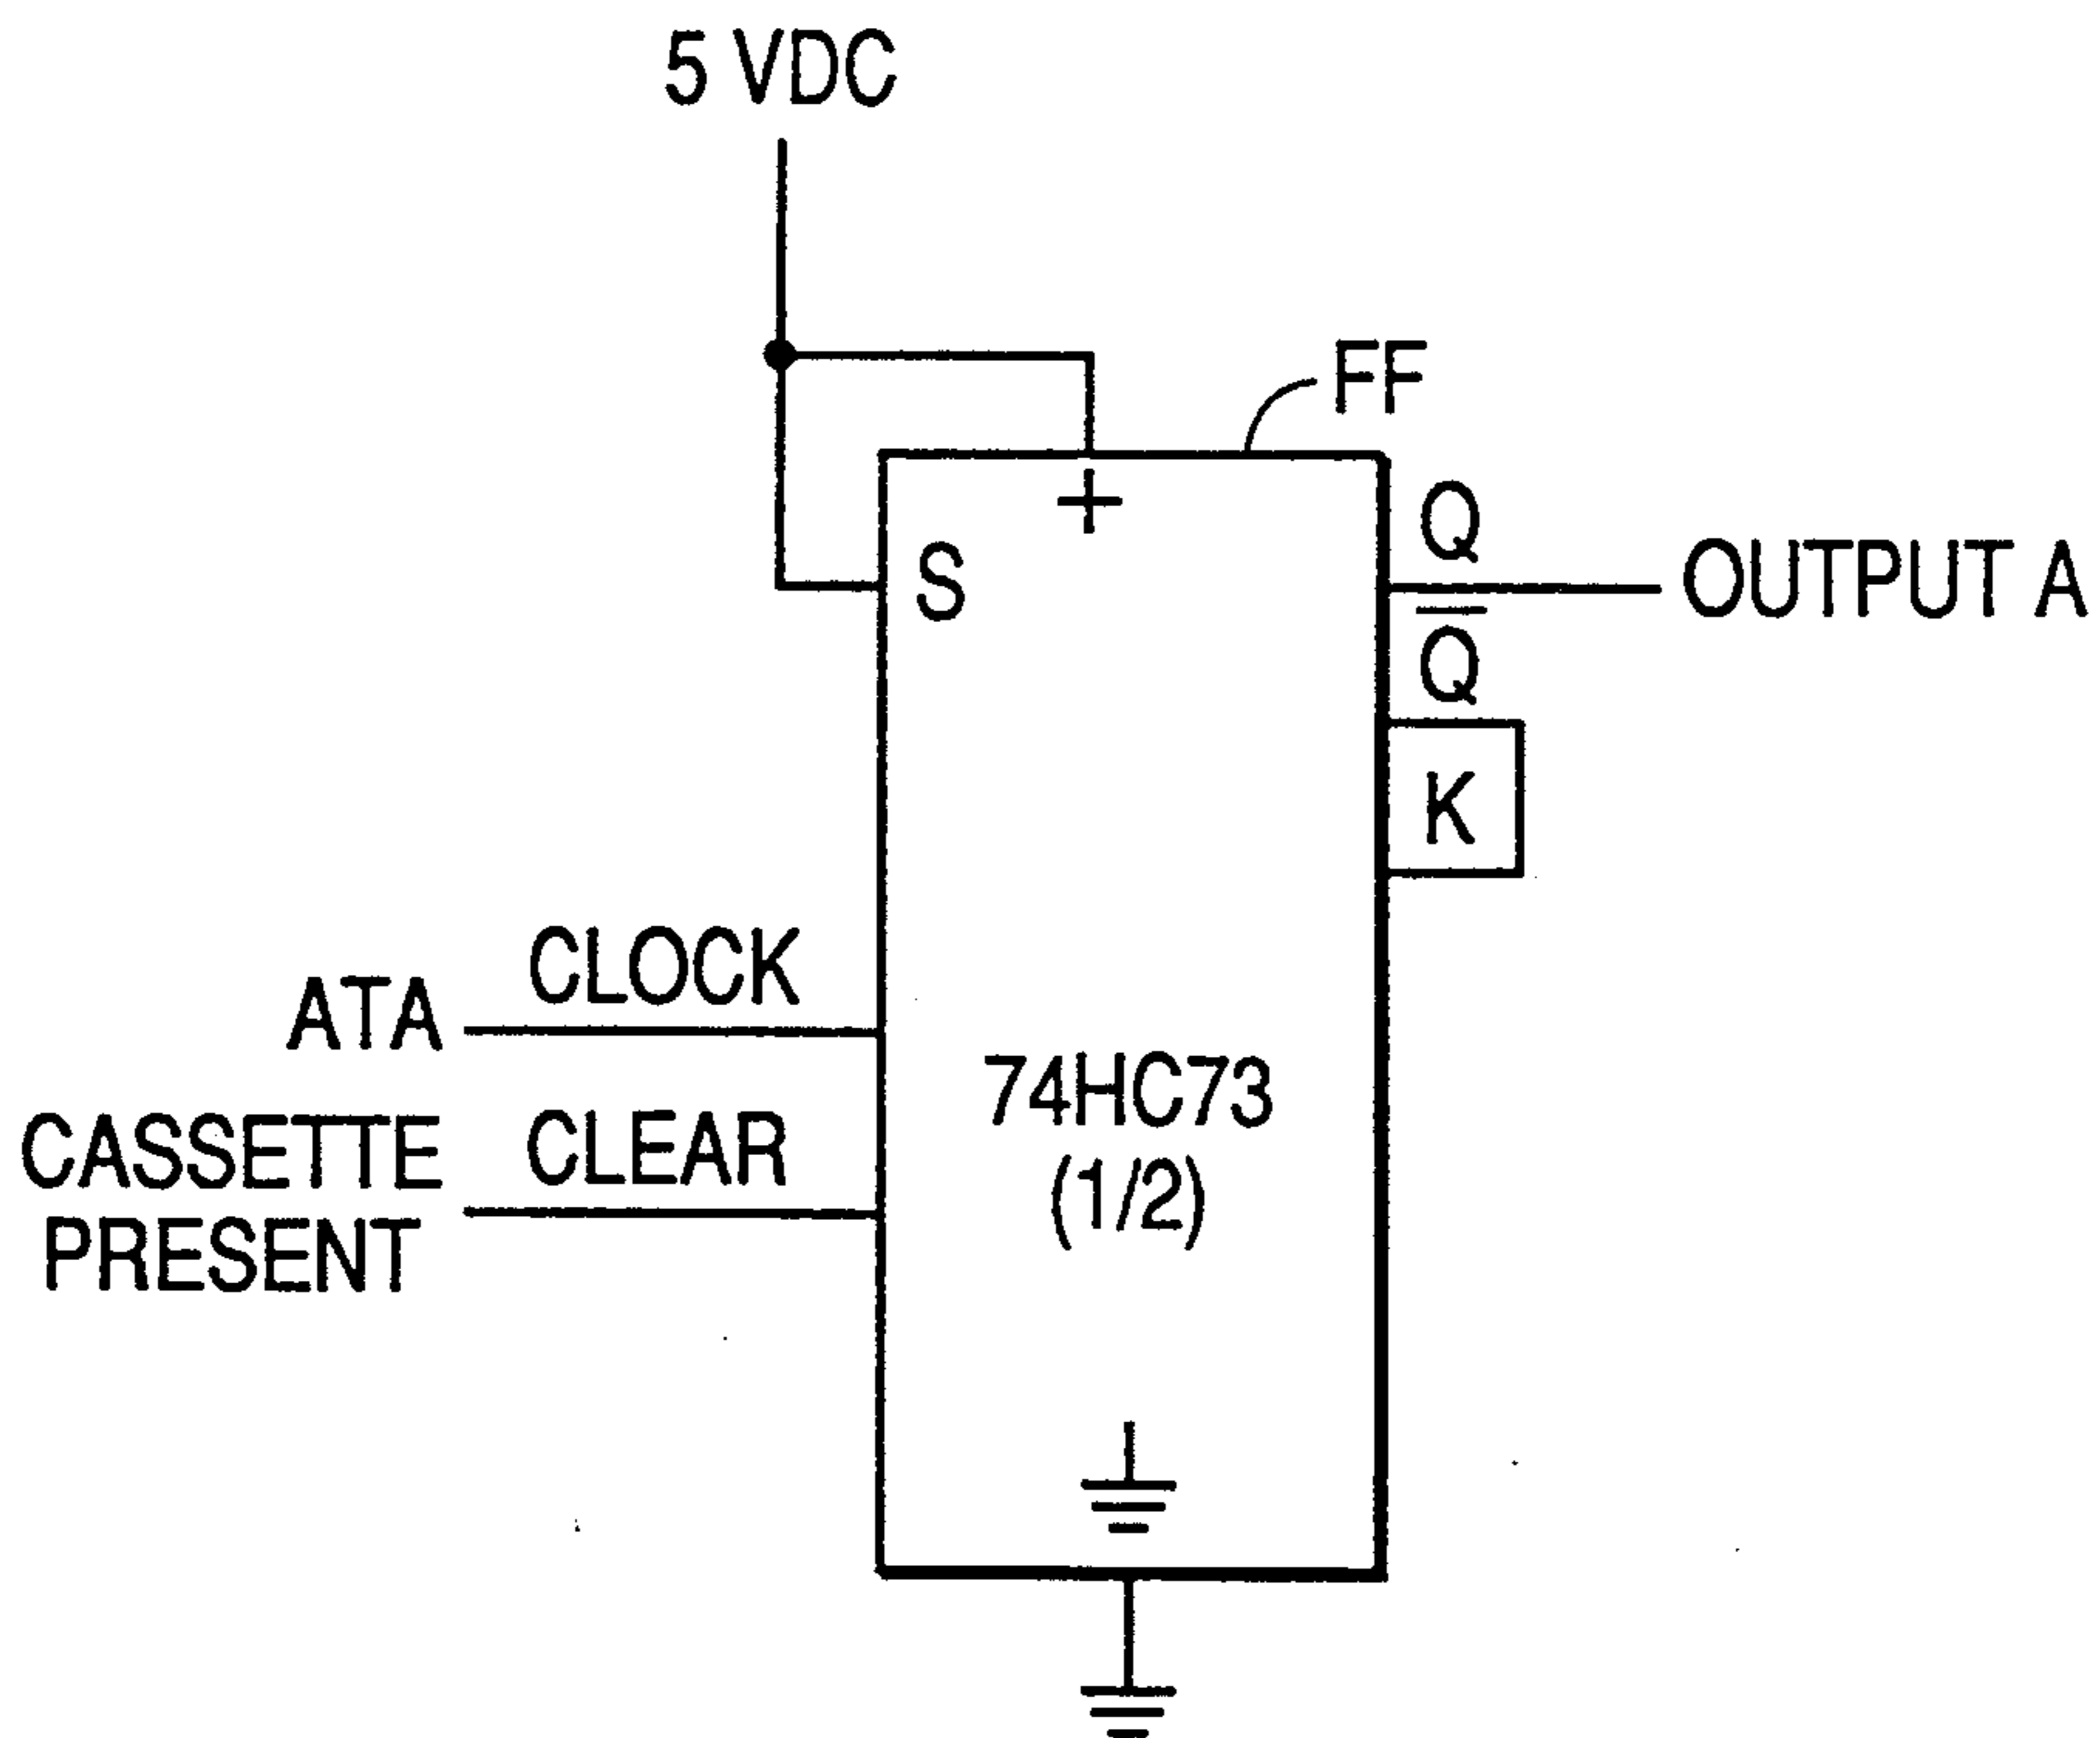 5 VDC
FF
+
S
Q
OUTPUT A
Q̅
K
CLOCK
ATA
74HC73
(1/2)
CLEAR
CASSETTE
PRESENT